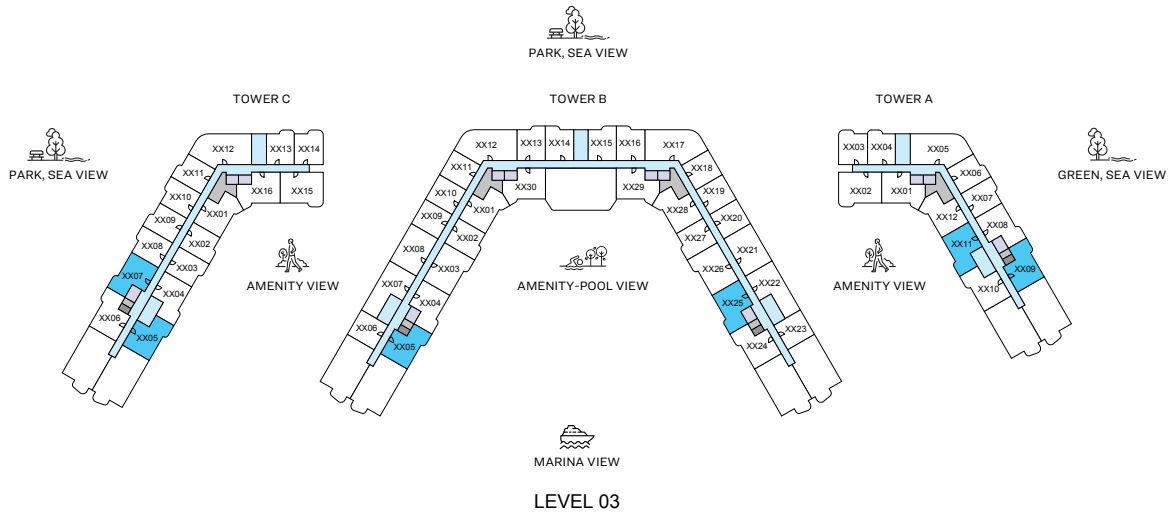 PARK, SEA VIEW
TOWER C
TOWER B
TOWER A
PARK, SEA VIEW
GREEN, SEA VIEW
XX12
XX13
XX14
XX11
XX16
XX15
XX10
XX01
XX09
XX02
XX08
XX03
XX07
XX04
XX06
XX05
XX12
XX13
XX14
XX15
XX16
XX17
XX11
XX30
XX29
XX18
XX10
XX01
XX28
XX19
XX09
XX02
XX27
XX20
XX08
XX03
XX26
XX21
XX07
XX04
XX25
XX22
XX06
XX05
XX24
XX23
XX03
XX04
XX05
XX02
XX01
XX06
XX12
XX07
XX11
XX08
XX10
XX09
AMENITY VIEW
AMENITY-POOL VIEW
AMENITY VIEW
MARINA VIEW
LEVEL 03